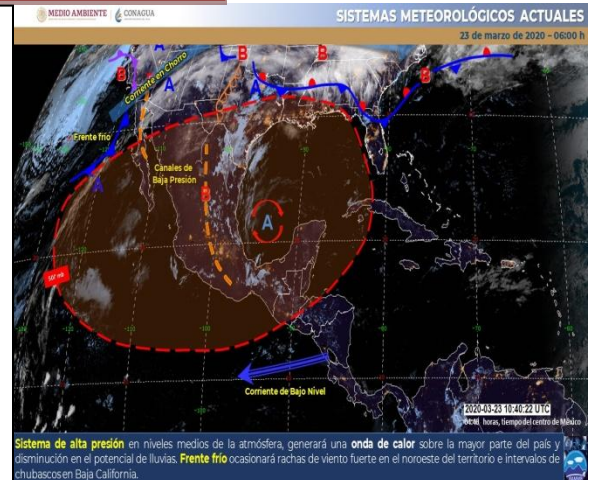 MEDIO AMBIENTE
CONAGUA
SISTEMAS METEOROLÓGICOS ACTUALES
23 de marzo de 2020 - 06:00 h
B
A
B
B
Corriente en Chorro
A
A
B
Frente frío
A
Canales de
Baja Presión
B
A
Corriente de Bajo Nivel
2020-03-23 10:40:22 UTC
horas, tiempo del centro de México
Sistema de alta presión en niveles medios de la atmósfera, generará una onda de calor sobre la mayor parte del país y
disminución en el potencial de lluvias. Frente frío ocasionará rachas de viento fuerte en el noroeste del territorio e intervalos de
chubascos en Baja California.